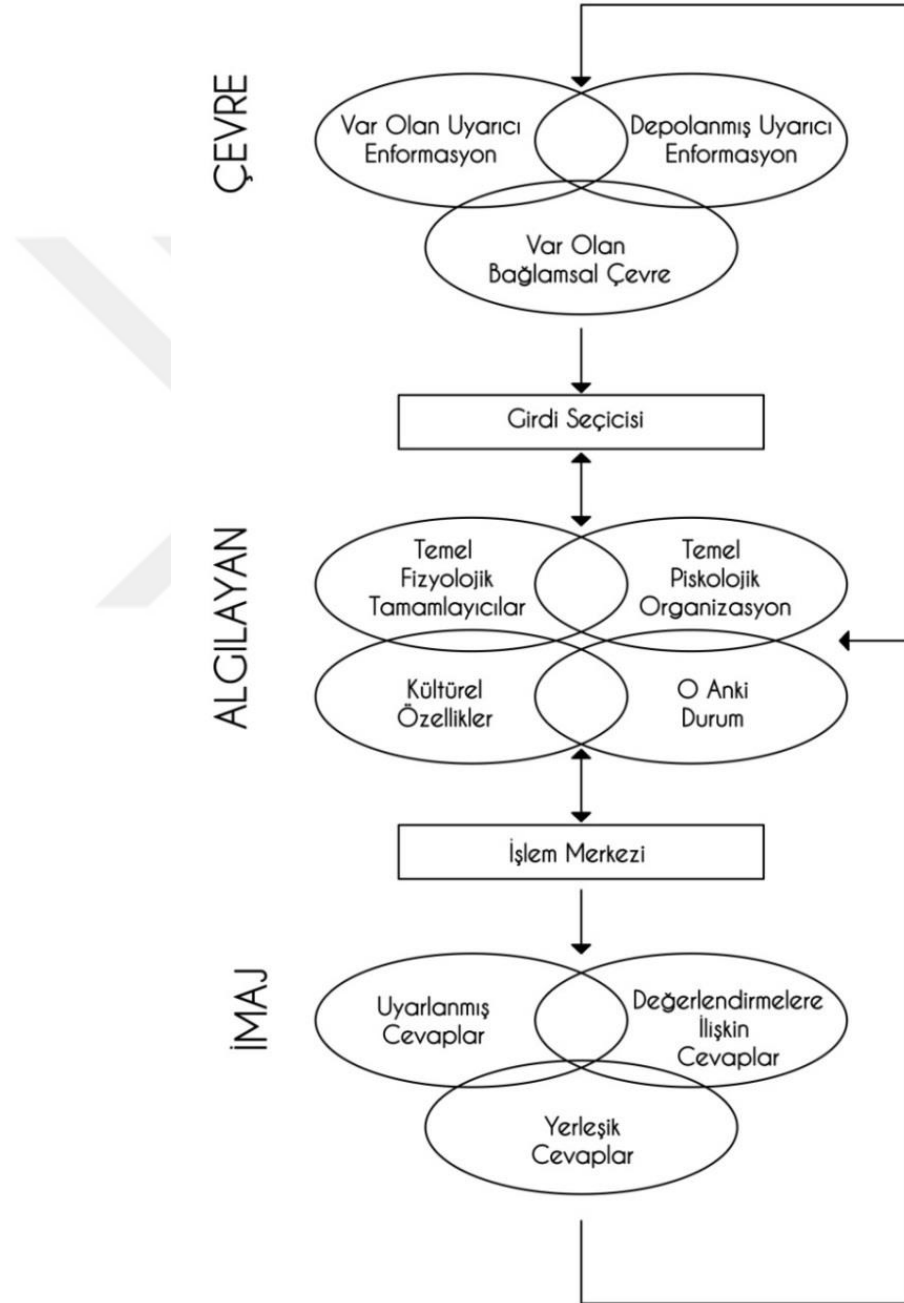 ÇEVRE
Var Olan Uyarıcı
Enformasyon
Depolanmış Uyarıcı
Enformasyon
Var Olan
Bağlamsal Çevre
Girdi Seçicisi
ALGILAYAN
Temel
Fizyolojik
Tamamlayıcılar
Temel
Piskolojik
Organizasyon
Kültürel
Özellikler
O Anki
Durum
İşlem Merkezi
İMAJ
Uyarlanmış
Cevaplar
Değerlendirmelere
İlişkin
Cevaplar
Yerleşik
Cevaplar